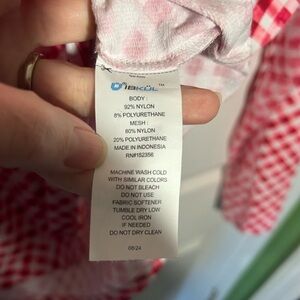 IBKÜL™
BODY:
92% NYLON
8% POLYURETHANE
MESH:
80% NYLON
20% POLYURETHANE
MADE IN INDONESIA
RN#152356
MACHINE WASH COLD
WITH SIMILAR COLORS
DO NOT BLEACH
DO NOT USE
FABRIC SOFTENER
TUMBLE DRY LOW
COOL IRON
IF NEEDED
DO NOT DRY CLEAN
08/24